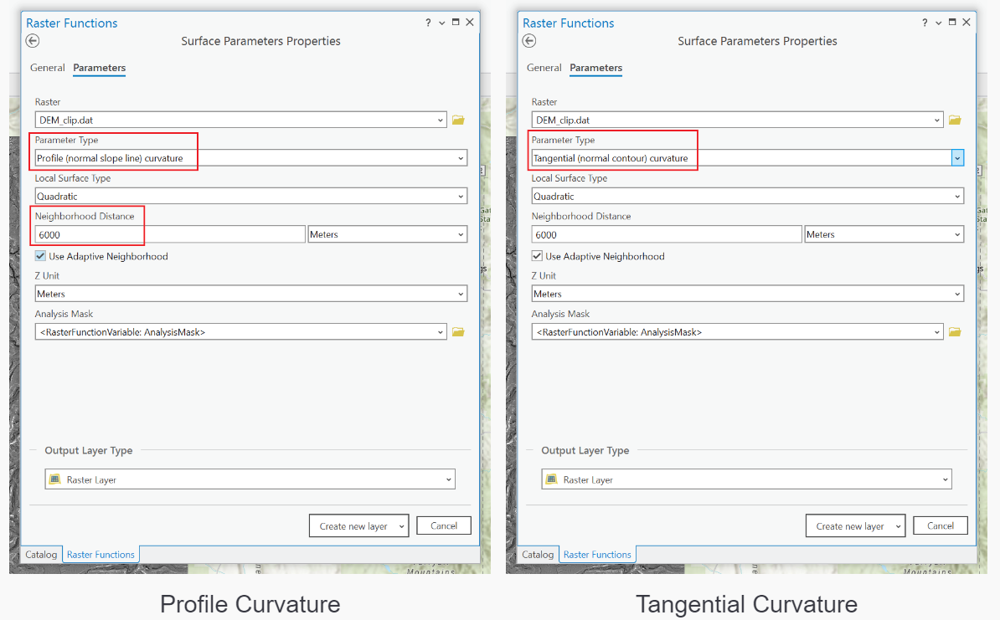 Raster Functions
?
Surface Parameters Properties
General Parameters
Raster
DEM_clip.dat
Parameter Type
Profile (normal slope line) curvature
Local Surface Type
Quadratic
Neighborhood Distance
6000 Meters
Use Adaptive Neighborhood
Z Unit
Meters
Analysis Mask
<RasterFunctionVariable: AnalysisMask>
Output Layer Type
Raster Layer
Create new layer Cancel
Catalog Raster Functions
Mountains
Profile Curvature
Raster Functions
?
Surface Parameters Properties
General Parameters
Raster
DEM_clip.dat
Parameter Type
Tangential (normal contour) curvature
Local Surface Type
Quadratic
Neighborhood Distance
6000 Meters
Use Adaptive Neighborhood
Z Unit
Meters
Analysis Mask
<RasterFunctionVariable: AnalysisMask>
Output Layer Type
Raster Layer
Create new layer Cancel
Catalog Raster Functions
Mountains
Tangential Curvature